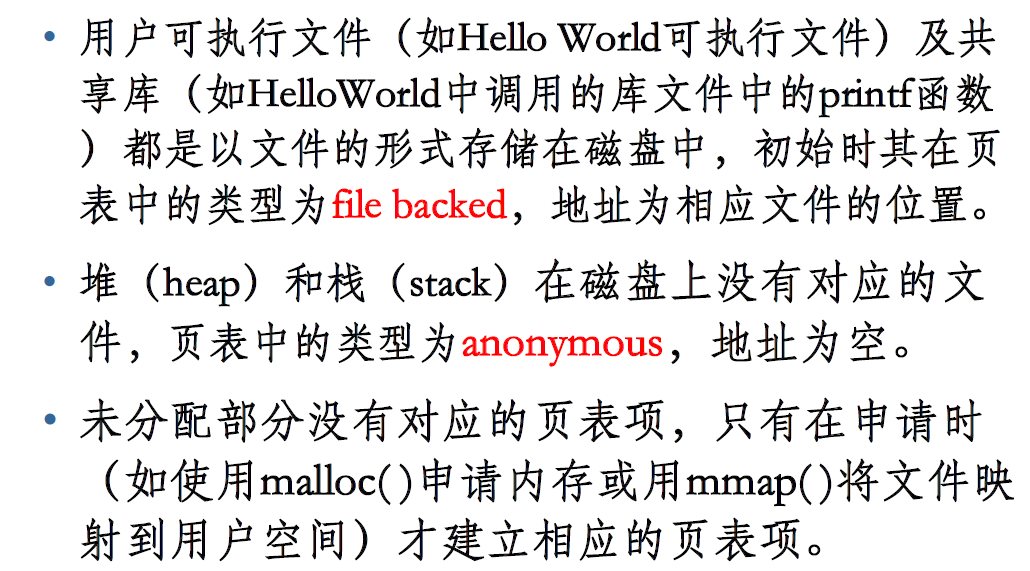 • 用户可执行文件（如Hello World可执行文件）及共
享库（如HelloWorld中调用的库文件中的printf函数
）都是以文件的形式存储在磁盘中，初始时其在页
表中的类型为file backed，地址为相应文件的位置。
• 堆（heap）和栈（stack）在磁盘上没有对应的文
件，页表中的类型为anonymous，地址为空。
• 未分配部分没有对应的页表项，只有在申请时
（如使用malloc()申请内存或用mmap()将文件映
射到用户空间）才建立相应的页表项。